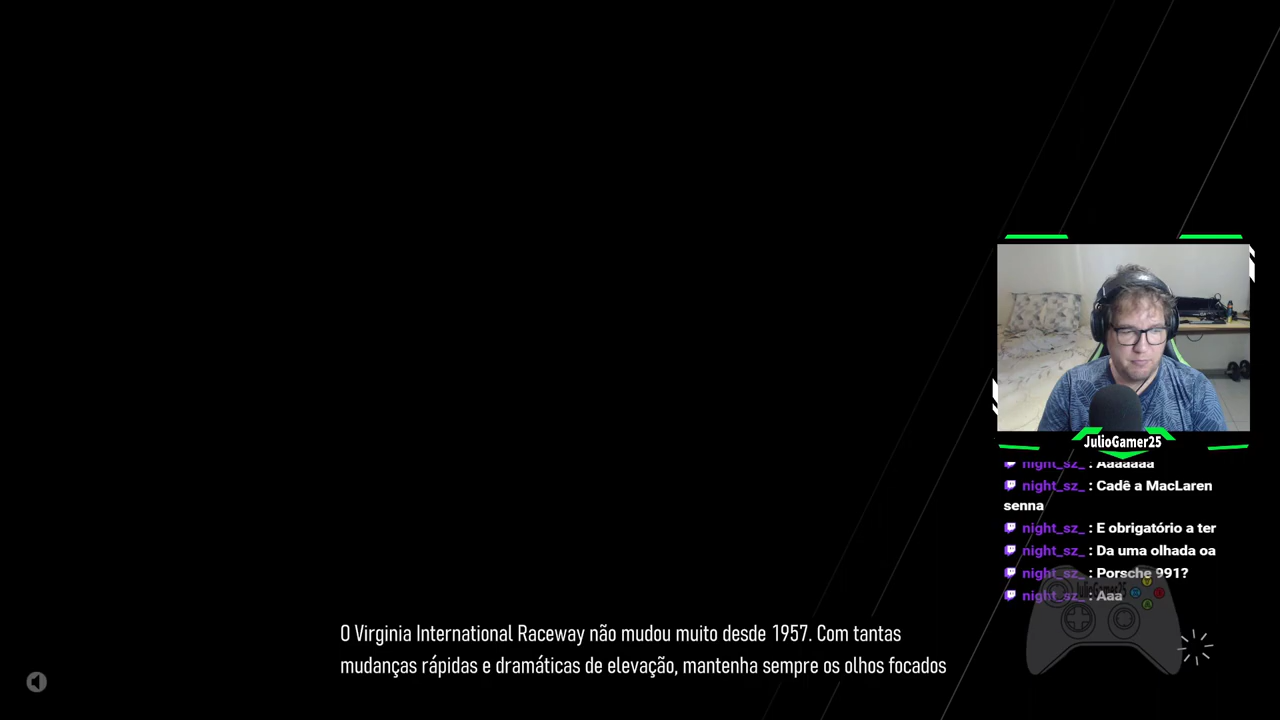 JulioGamer25
night_sz_ : Aaaaaaa
night_sz_ : Cadê a MacLaren
senna
night_sz_ : E obrigatório a ter
night_sz_ : Da uma olhada oa
night_sz_ : Porsche 991?
night_sz_ : Aaa
JulioGamer25
O Virginia International Raceway não mudou muito desde 1957. Com tantas
mudanças rápidas e dramáticas de elevação, mantenha sempre os olhos focados